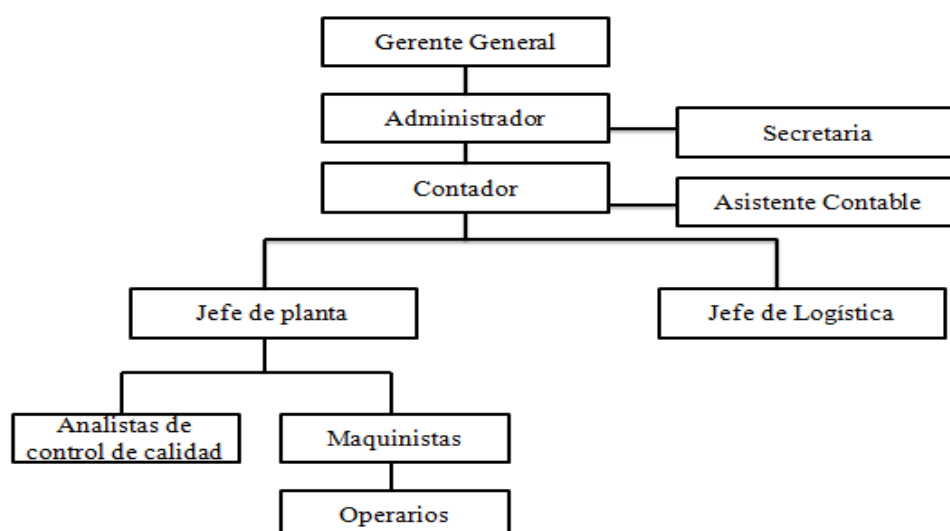 Gerente General
Administrador
Secretaria
Contador
Asistente Contable
Jefe de planta
Jefe de Logística
Analistas de
control de calidad
Maquinistas
Operarios